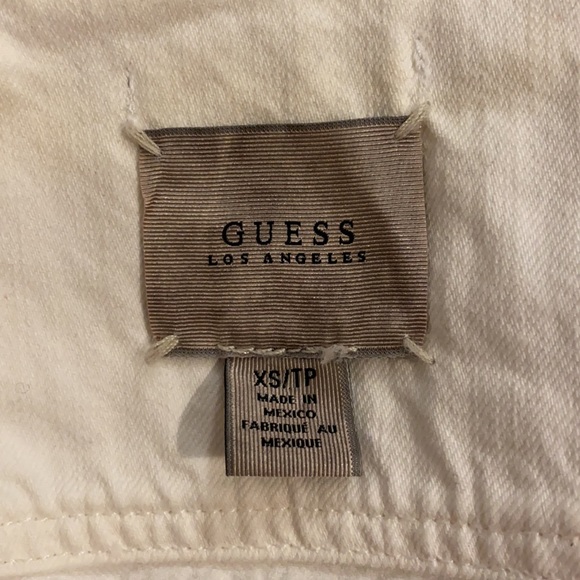 GUESS
LOS ANGELES
XS/TP
MADE IN
MEXICO
FABRIQUÉ AU
MEXIQUE